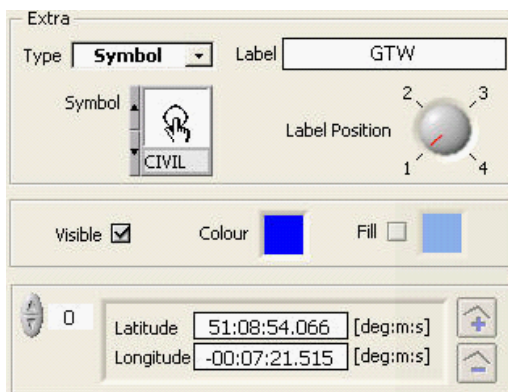 Extra
Type Symbol Label GTW
Symbol
CIVIL
Label Position
2 3
1 4
Visible Colour Fill
0
Latitude 51:08:54.066 [deg:m:s]
Longitude -00:07:21.515 [deg:m:s]